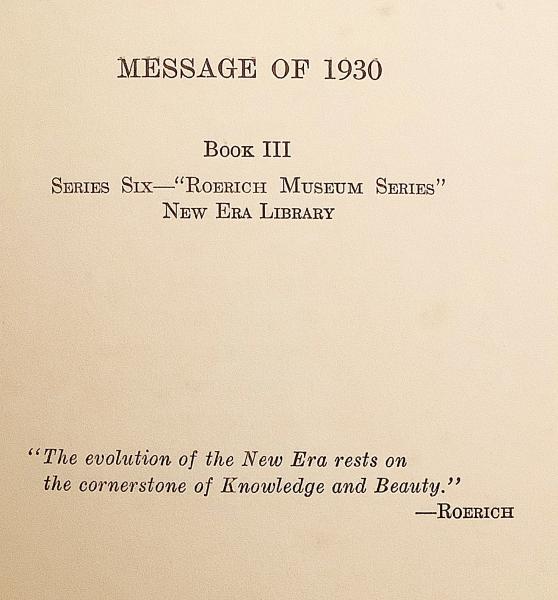 MESSAGE OF 1930
Book III
Series Six—“Roerich Museum Series”
New Era Library
“The evolution of the New Era rests on
the cornerstone of Knowledge and Beauty.”
—Roerich